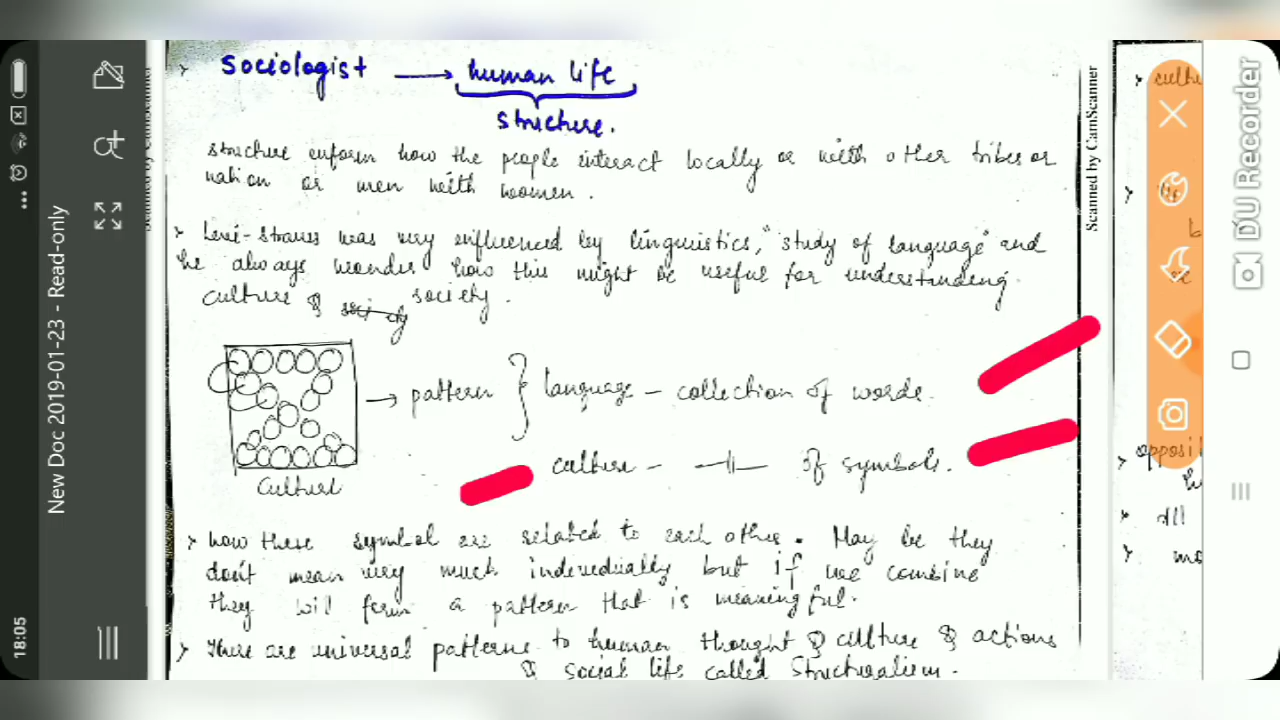 Sociologist → human life
structure.
structure inform how the people interact locally or with other tribes or
nation or men with women.
Levi-Strauss was very influenced by linguistics, "study of language" and
he always wonder how this might be useful for understanding
culture & society.
→ pattern } language – collection of words.
culture – –||– of symbols.
culture
how these symbol are related to each other. May be they
don't mean very much individually but if we combine
they will form a pattern that is meaningful.
There are universal patterns to human thought & culture & actions
& social life called structuralism.
Scanned by CamScanner
New Doc 2019-01-23 - Read-only
18:05
DU Recorder
cultu
opposit
all
mo